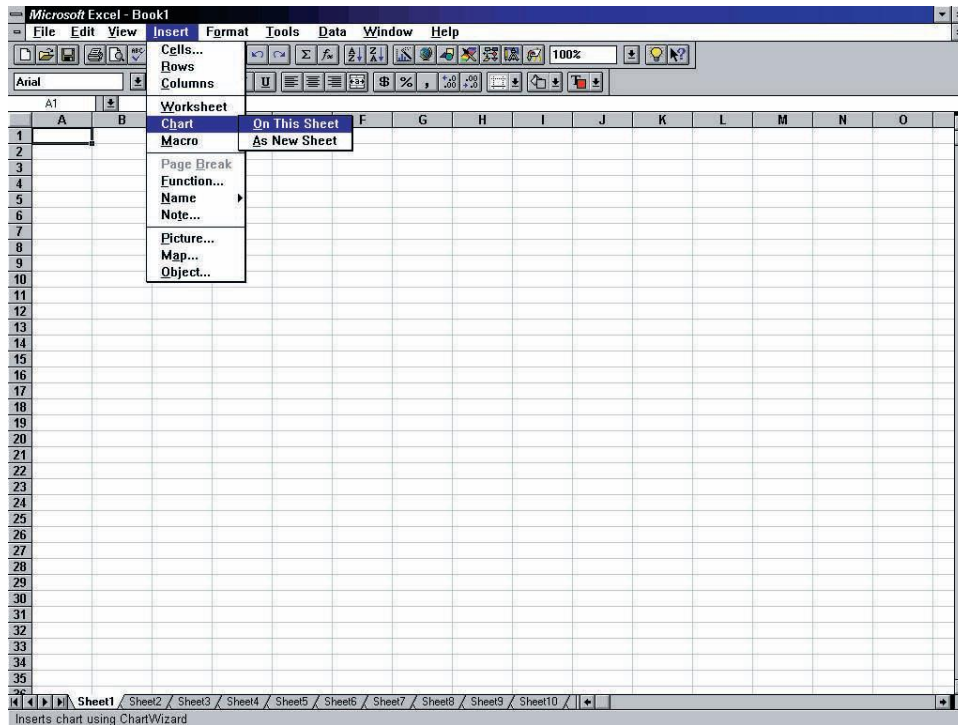 Microsoft Excel - Book1
File Edit View Insert Format Tools Data Window Help
100%
Arial
U $ % ,
A1
Cells...
Rows
Columns
Worksheet
Chart
Macro
Page Break
Function...
Name
Note...
Picture...
Map...
Object...
On This Sheet
As New Sheet
A B F G H I J K L M N O
1
2
3
4
5
6
7
8
9
10
11
12
13
14
15
16
17
18
19
20
21
22
23
24
25
26
27
28
29
30
31
32
33
34
35
Sheet1 Sheet2 Sheet3 Sheet4 Sheet5 Sheet6 Sheet7 Sheet8 Sheet9 Sheet10
Inserts chart using ChartWizard